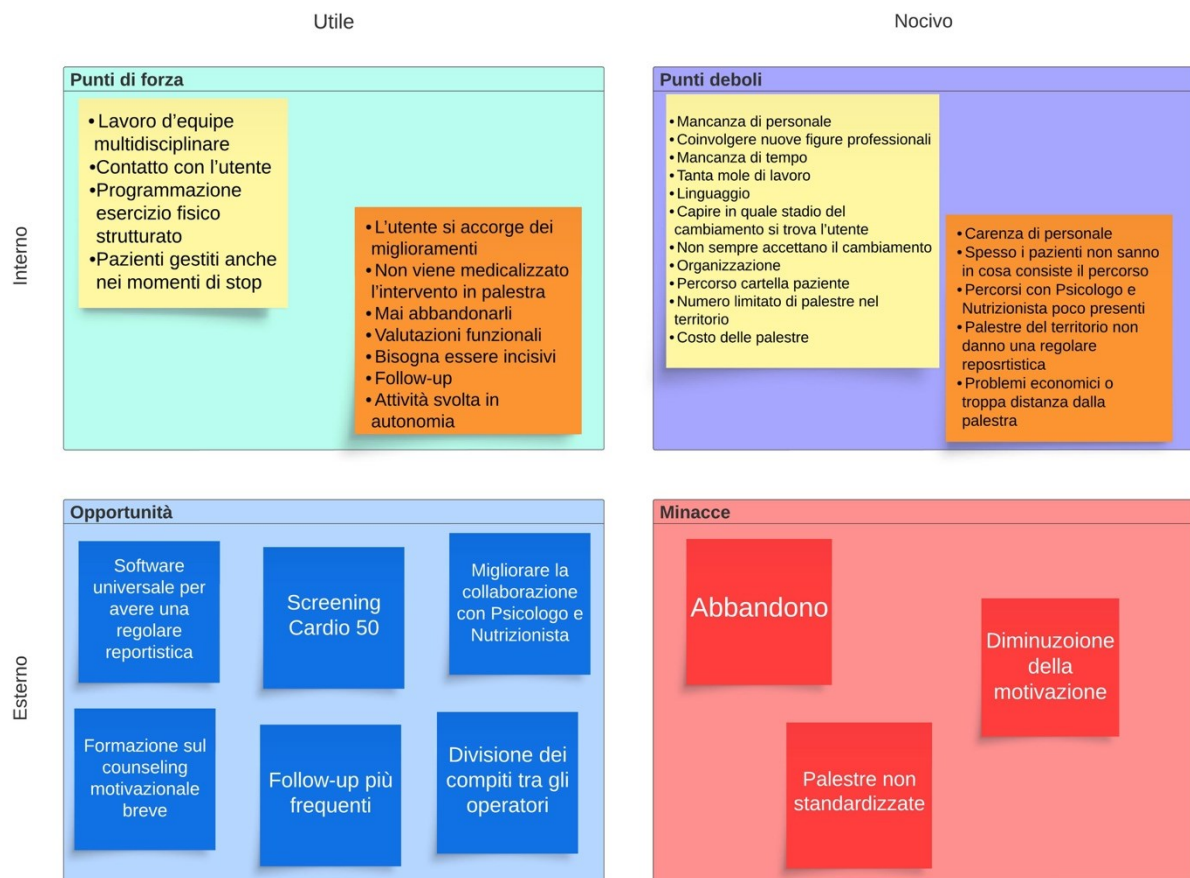 Utile
Nocivo
Interno
Punti di forza
• Lavoro d'equipe
multidisciplinare
• Contatto con l'utente
• Programmazione
esercizio fisico
strutturato
• Pazienti gestiti anche
nei momenti di stop
• L'utente si accorge dei
miglioramenti
• Non viene medicalizzato
l'intervento in palestra
• Mai abbandonarli
• Valutazioni funzionali
• Bisogna essere incisivi
• Follow-up
• Attività svolta in
autonomia
Punti deboli
• Mancanza di personale
• Coinvolgere nuove figure professionali
• Mancanza di tempo
• Tanta mole di lavoro
• Linguaggio
• Capire in quale stadio del
cambiamento si trova l'utente
• Non sempre accettano il cambiamento
• Organizzazione
• Percorso cartella paziente
• Numero limitato di palestre nel
territorio
• Costo delle palestre
• Carenza di personale
• Spesso i pazienti non sanno
in cosa consiste il percorso
• Percorsi con Psicologo e
Nutrizionista poco presenti
• Palestre del territorio non
danno una regolare
reposrtistica
• Problemi economici o
troppa distanza dalla
palestra
Esterno
Opportunità
Software
universale per
avere una
regolare
reportistica
Screening
Cardio 50
Migliorare la
collaborazione
con Psicologo e
Nutrizionista
Formazione sul
counseling
motivazionale
breve
Follow-up più
frequenti
Divisione dei
compiti tra gli
operatori
Minacce
Abbandono
Diminuzoione
della
motivazione
Palestre non
standardizzate